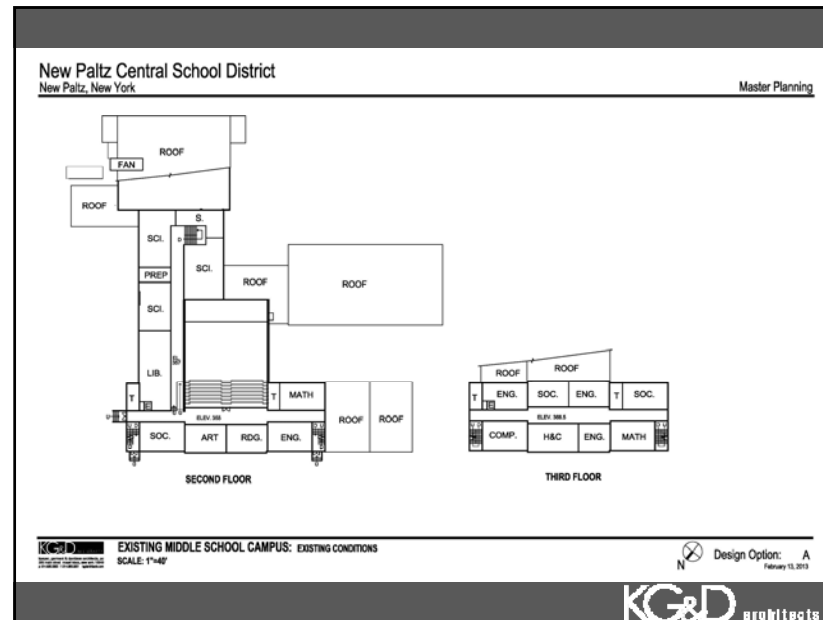 New Paltz Central School District
New Paltz, New York
Master Planning
ROOF
FAN
ROOF
S.
SCI.
D
SCI.
PREP
ROOF
ROOF
SCI.
LIB.
T
T
MATH
ROOF
ROOF
SOC.
ART
RDG.
ENG.
SECOND FLOOR
ROOF
ROOF
T
ENG.
SOC.
ENG.
T
SOC.
COMP.
H&C
ENG.
MATH
THIRD FLOOR
KG&D
EXISTING MIDDLE SCHOOL CAMPUS: EXISTING CONDITIONS
SCALE: 1"=40'
N
Design Option: A
February 13, 2013
KG&D architects